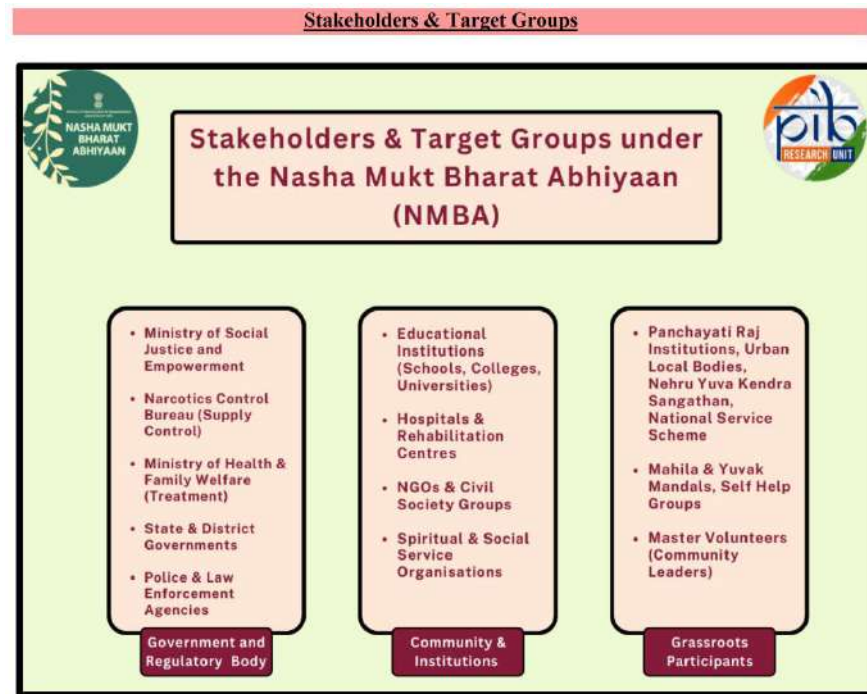 Stakeholders & Target Groups
NASHA MUKT
BHARAT
ABHIYAAN
pib
RESEARCH UNIT
Stakeholders & Target Groups under
the Nasha Mukt Bharat Abhiyaan
(NMBA)
• Ministry of Social
Justice and
Empowerment
• Narcotics Control
Bureau (Supply
Control)
• Ministry of Health &
Family Welfare
(Treatment)
• State & District
Governments
• Police & Law
Enforcement
Agencies
Government and
Regulatory Body
• Educational
Institutions
(Schools, Colleges,
Universities)
• Hospitals &
Rehabilitation
Centres
• NGOs & Civil
Society Groups
• Spiritual & Social
Service
Organisations
Community &
Institutions
• Panchayati Raj
Institutions, Urban
Local Bodies,
Nehru Yuva Kendra
Sangathan,
National Service
Scheme
• Mahila & Yuvak
Mandals, Self Help
Groups
• Master Volunteers
(Community
Leaders)
Grassroots
Participants